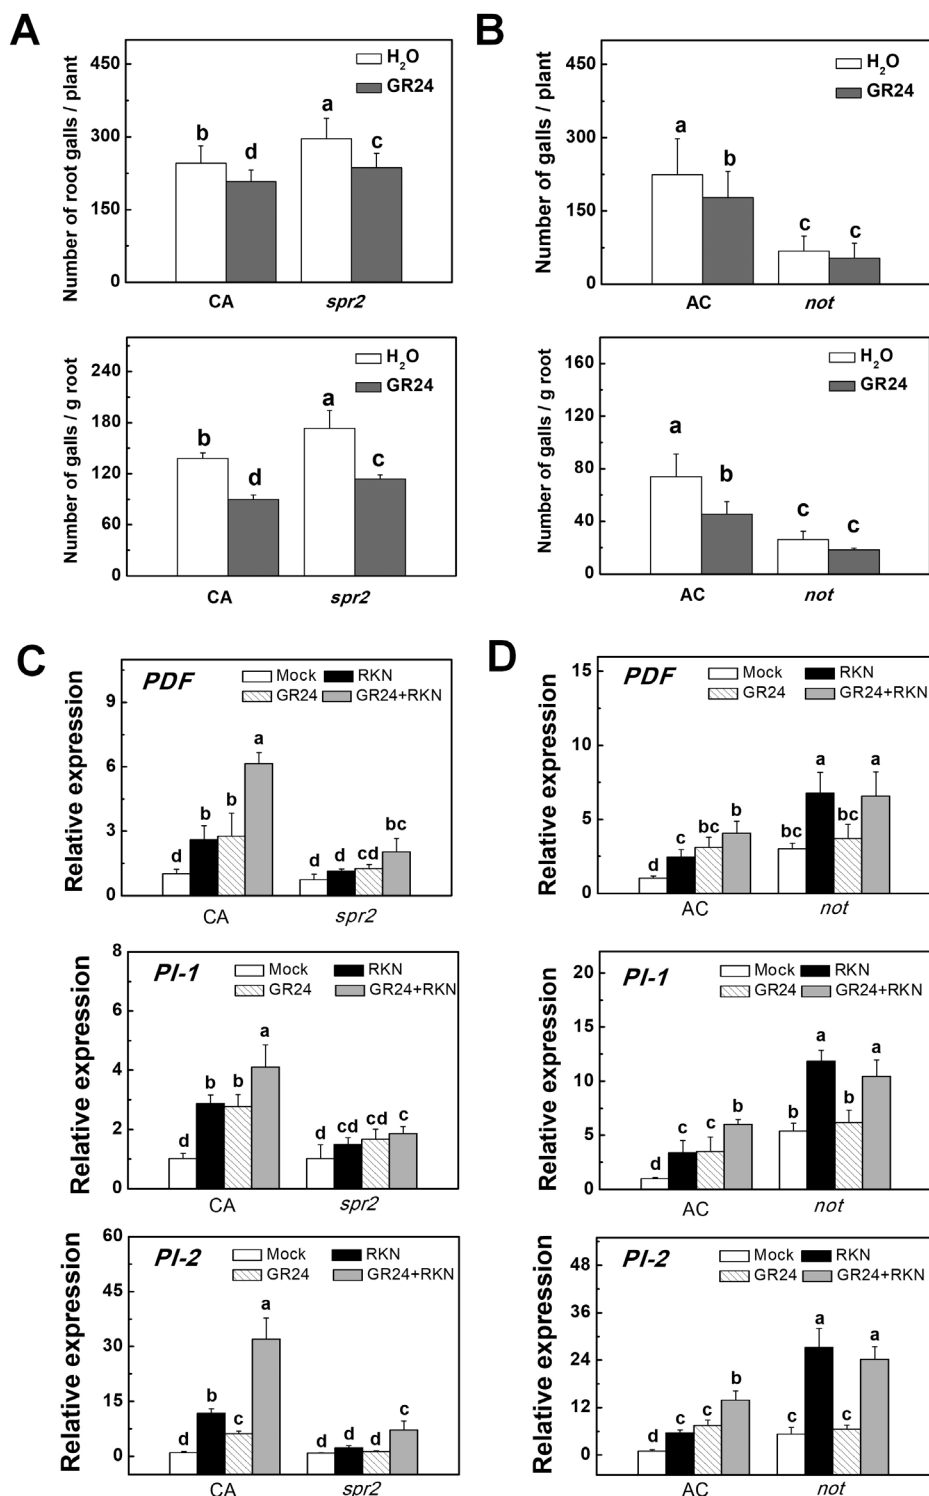 A
Number of root galls / plant
450
300
150
0
H₂O
GR24
b
d
a
c
CA
spr2
Number of galls / g root
240
180
120
60
0
H₂O
GR24
b
d
a
c
CA
spr2
B
Number of galls / plant
450
300
150
0
H₂O
GR24
a
b
c
c
AC
not
Number of galls / g root
160
120
80
40
0
H₂O
GR24
a
b
c
c
AC
not
C
PDF
Mock
RKN
GR24
GR24+RKN
Relative expression
9
6
3
0
d
b
b
a
d
d
cd
bc
CA
spr2
PI-1
Mock
RKN
GR24
GR24+RKN
Relative expression
8
6
4
2
0
d
b
b
a
d
cd
cd
c
CA
spr2
PI-2
Mock
RKN
GR24
GR24+RKN
Relative expression
60
45
30
15
0
d
b
c
a
d
d
d
c
CA
spr2
D
PDF
Mock
RKN
GR24
GR24+RKN
Relative expression
15
10
5
0
d
c
bc
b
bc
a
bc
a
AC
not
PI-1
Mock
RKN
GR24
GR24+RKN
Relative expression
20
15
10
5
0
d
c
c
b
b
a
b
a
AC
not
PI-2
Mock
RKN
GR24
GR24+RKN
Relative expression
48
36
24
12
0
d
c
c
b
c
a
c
a
AC
not